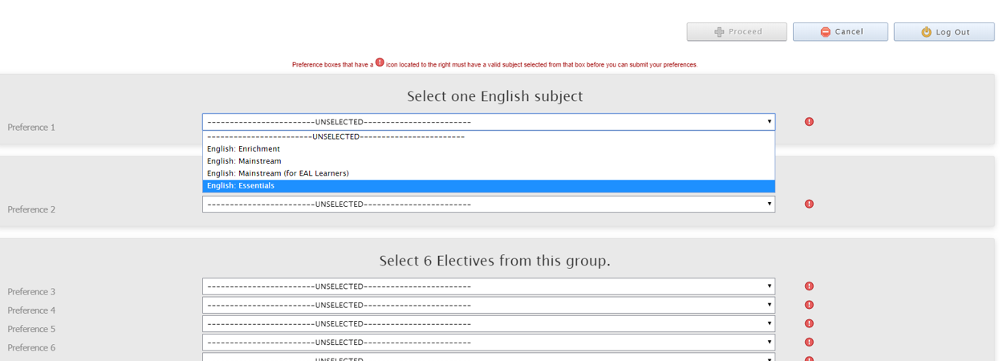 Proceed
Cancel
Log Out
Preference boxes that have a icon located to the right must have a valid subject selected from that box before you can submit your preferences.
Select one English subject
Preference 1
------------------------UNSELECTED------------------------
------------------------UNSELECTED------------------------
English: Enrichment
English: Mainstream
English: Mainstream (for EAL Learners)
English: Essentials
Preference 2
------------------------UNSELECTED------------------------
Select 6 Electives from this group.
Preference 3
------------------------UNSELECTED------------------------
Preference 4
------------------------UNSELECTED------------------------
Preference 5
------------------------UNSELECTED------------------------
Preference 6
------------------------UNSELECTED------------------------
------------------------UNSELECTED------------------------